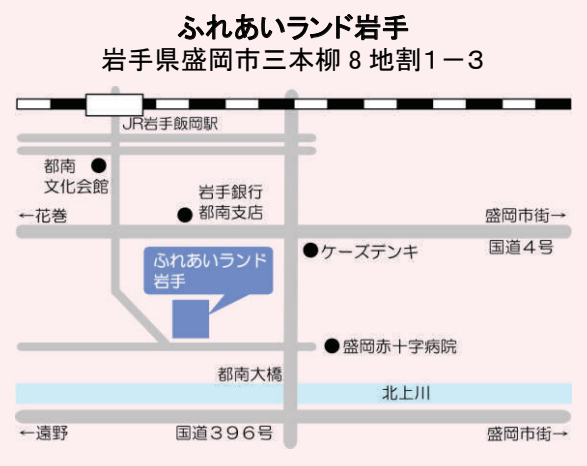 ふれあいランド岩手
岩手県盛岡市三本柳8地割1-3
JR岩手飯岡駅
都南
文化会館
岩手銀行
都南支店
←花巻
盛岡市街→
国道4号
ケーズデンキ
ふれあいランド
岩手
盛岡赤十字病院
都南大橋
北上川
←遠野
国道396号
盛岡市街→